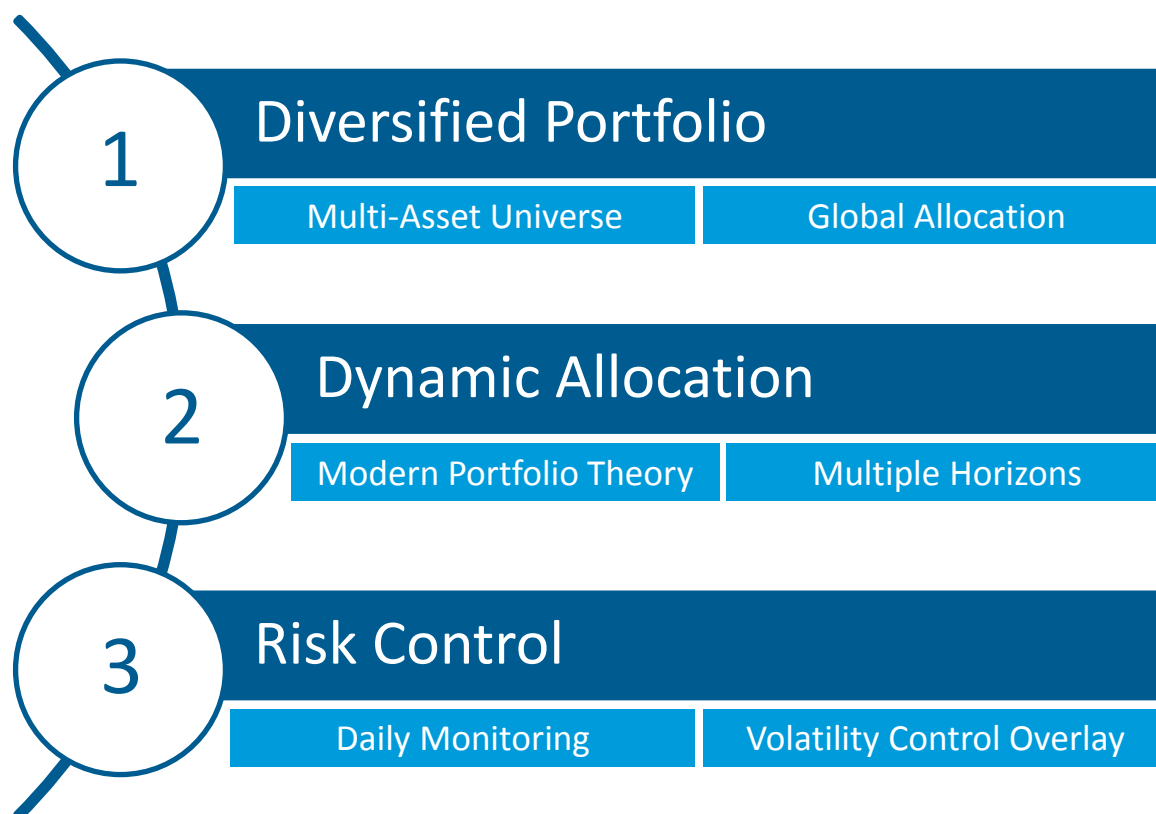 1
Diversified Portfolio
Multi-Asset Universe
Global Allocation
2
Dynamic Allocation
Modern Portfolio Theory
Multiple Horizons
3
Risk Control
Daily Monitoring
Volatility Control Overlay